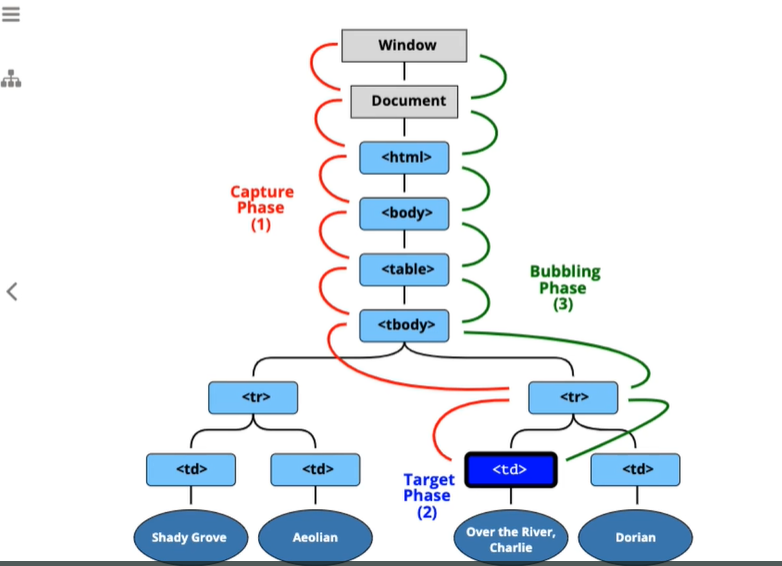 Window
Document
<html>
Capture
Phase
(1)
<body>
<table>
Bubbling
Phase
(3)
<tbody>
<tr>
<tr>
<td>
<td>
<td>
<td>
Target
Phase
(2)
Shady Grove
Aeolian
Over the River,
Charlie
Dorian